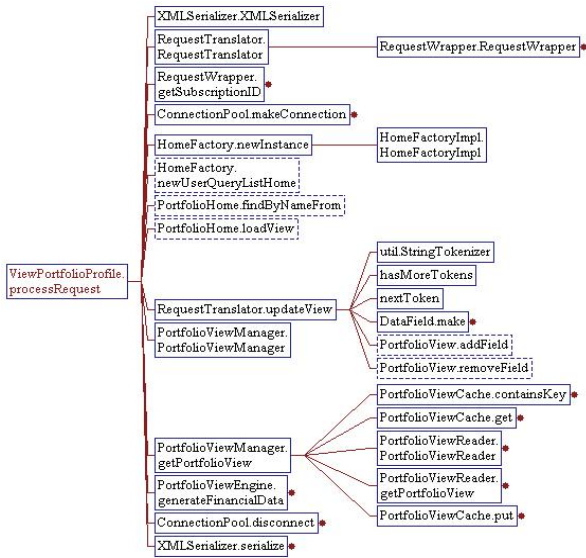 XMLSerializer.XMLSerializer
RequestTranslator.
RequestTranslator
RequestWrapper.RequestWrapper
RequestWrapper.
getSubscriptionID
ConnectionPool.makeConnection
HomeFactory.newInstance
HomeFactoryImpl.
HomeFactoryImpl
HomeFactory.
newUserQueryListHome
PortfolioHome.findByNameFrom
PortfolioHome.loadView
ViewPortfolioProfile.
processRequest
RequestTranslator.updateView
util.StringTokenizer
hasMoreTokens
nextToken
DataField.make
PortfolioView.addField
PortfolioView.removeField
PortfolioViewManager.
PortfolioViewManager
PortfolioViewManager.
getPortfolioView
PortfolioViewCache.containsKey
PortfolioViewCache.get
PortfolioViewReader.
PortfolioViewReader
PortfolioViewReader.
getPortfolioView
PortfolioViewCache.put
PortfolioViewEngine.
generateFinancialData
ConnectionPool.disconnect
XMLSerializer.serialize